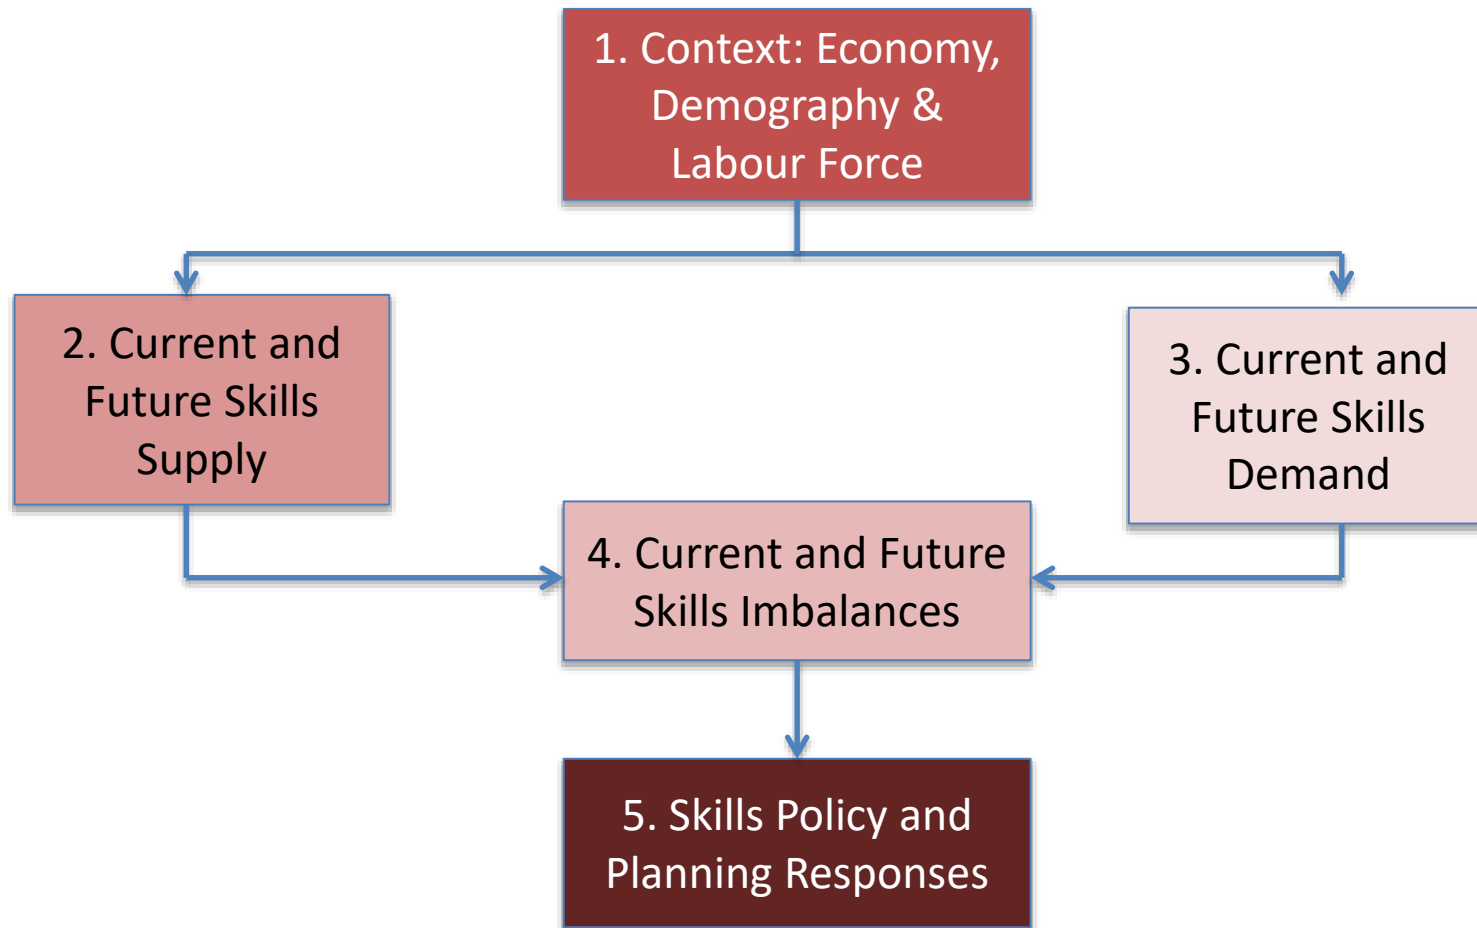 1. Context: Economy,
Demography &
Labour Force
2. Current and
Future Skills
Supply
3. Current and
Future Skills
Demand
4. Current and Future
Skills Imbalances
5. Skills Policy and
Planning Responses